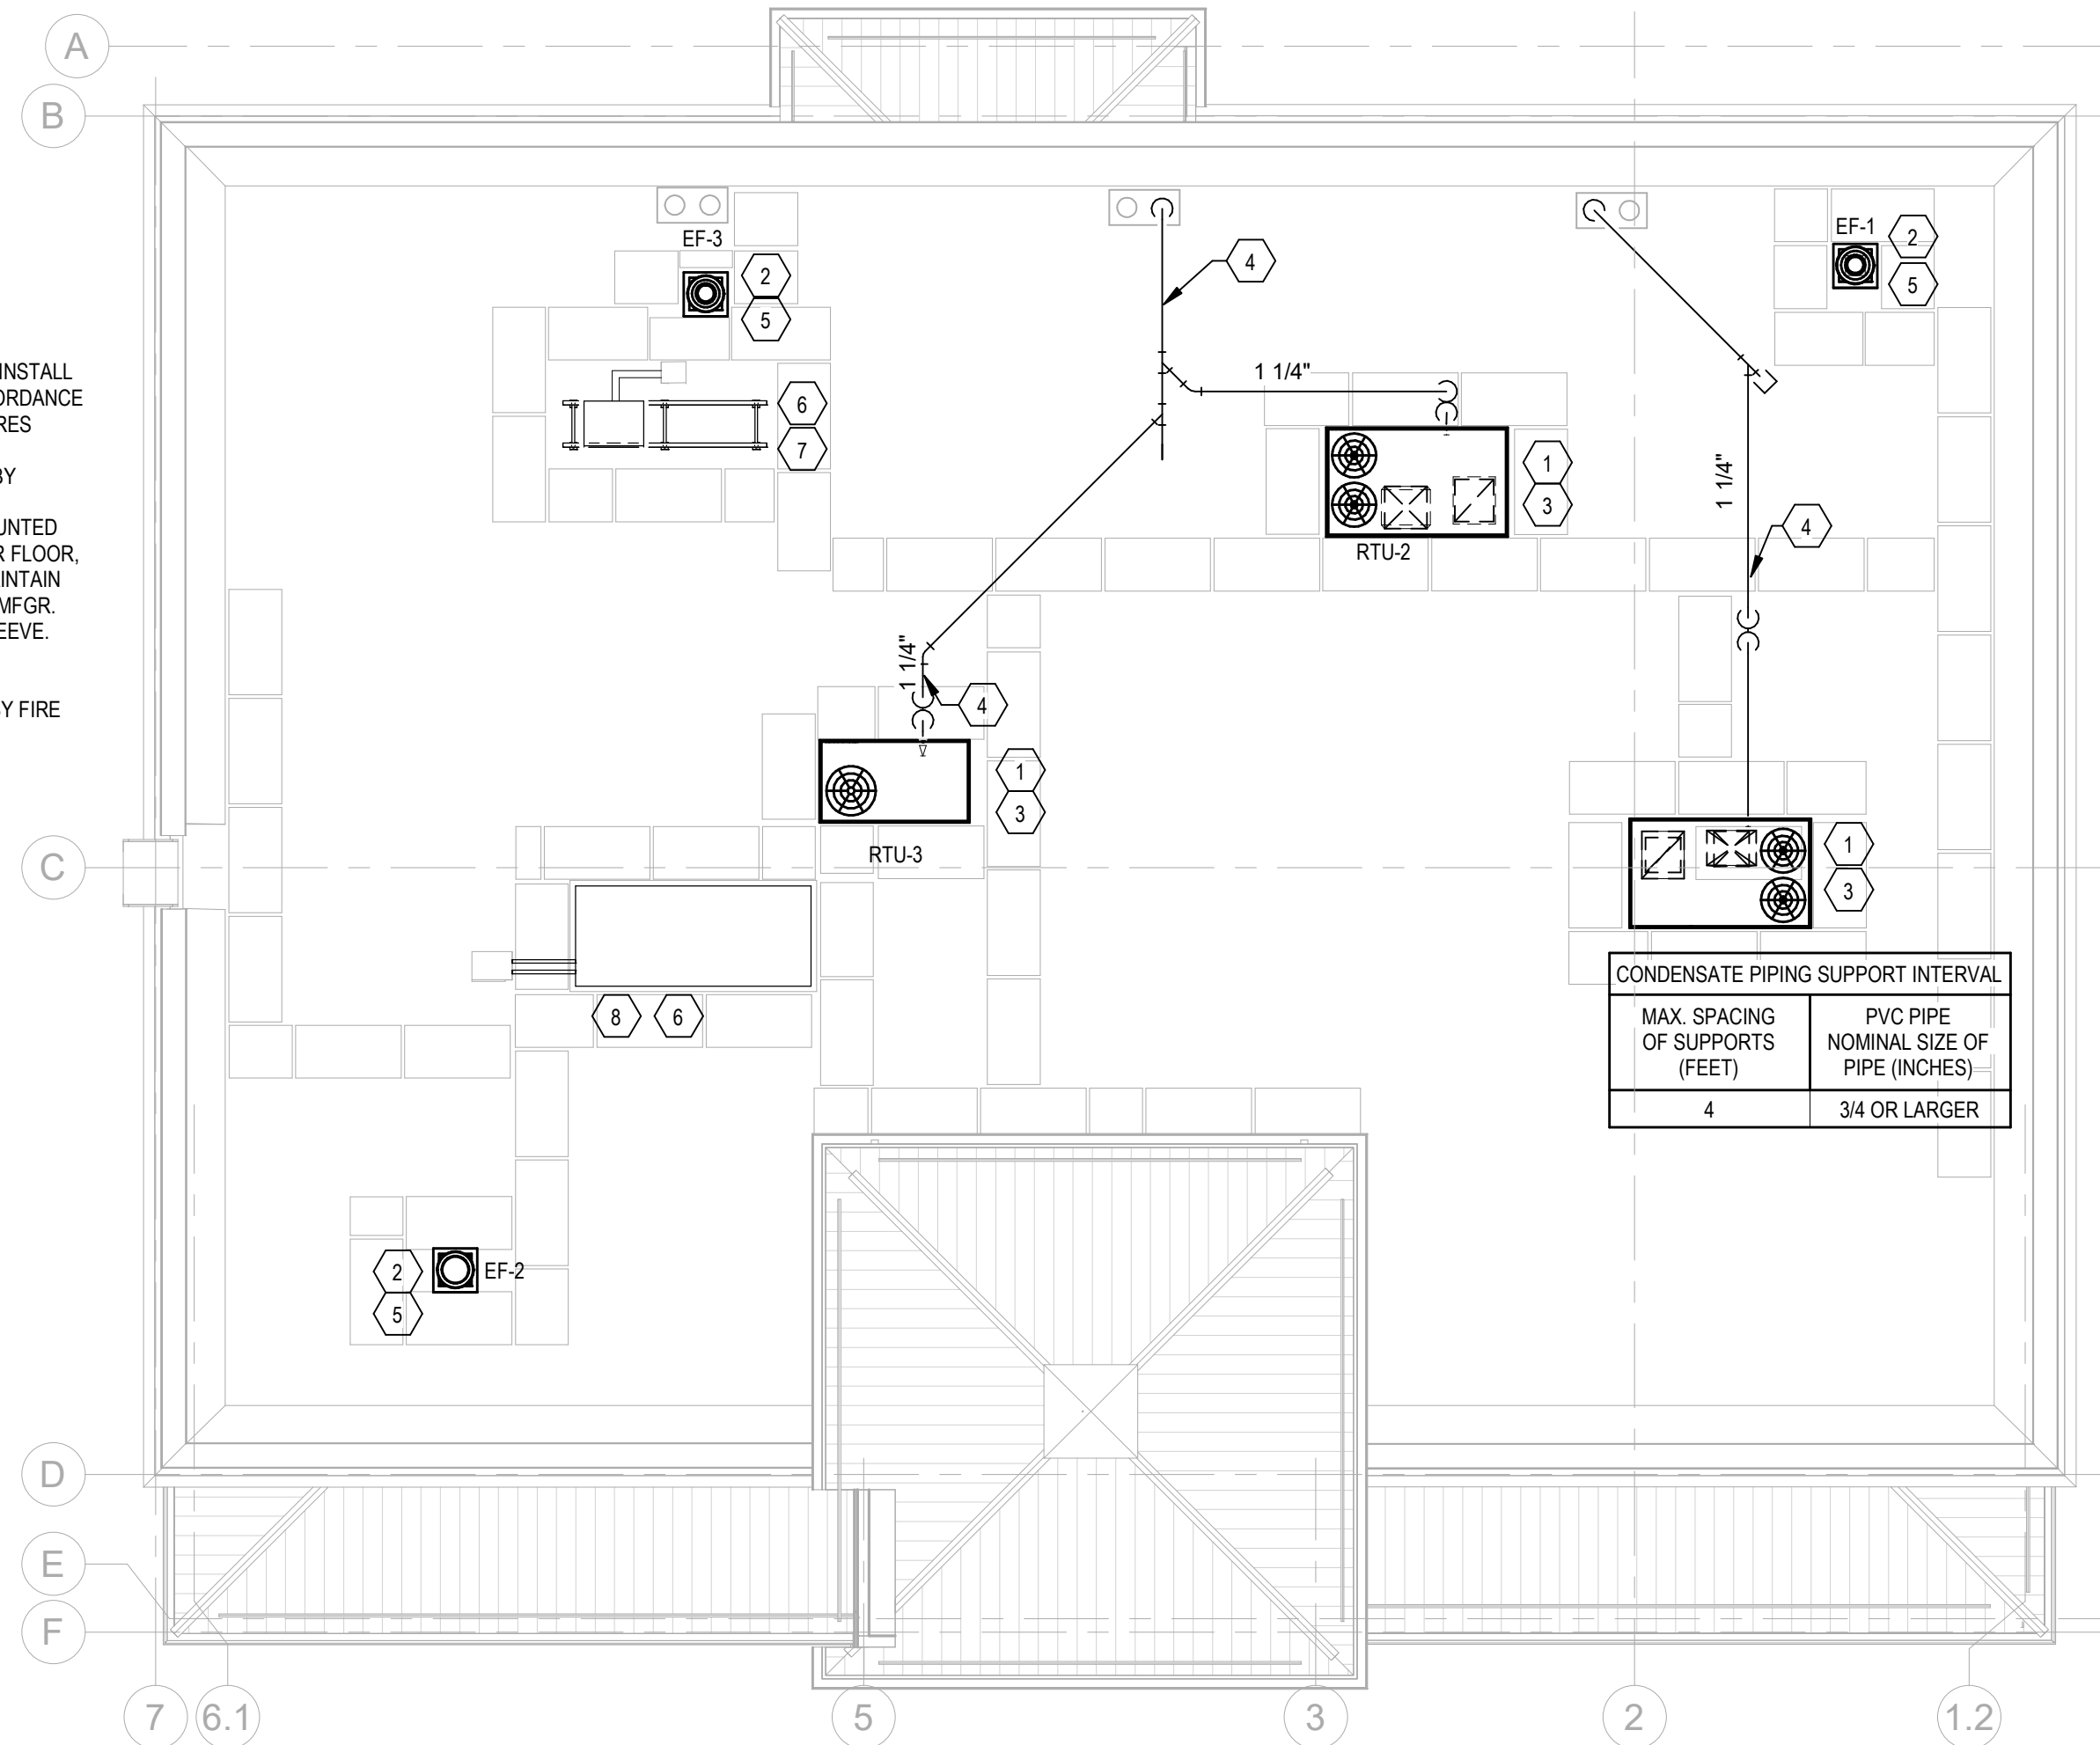 A
B
EF-3
2
5
4
EF-1
2
5
INSTALL
ORDANCE
RES
BY
UNTED
R FLOOR,
INTAIN
MFGR.
EEVE.
BY FIRE
1 1/4"
6
7
1
3
RTU-2
1 1/4"
4
1 1/4"
4
1
3
RTU-3
C
1
3
8
6
CONDENSATE PIPING SUPPORT INTERVAL
MAX. SPACING
OF SUPPORTS
(FEET)
PVC PIPE
NOMINAL SIZE OF
PIPE (INCHES)
4
3/4 OR LARGER
2
5
EF-2
D
E
F
7
6.1
5
3
2
1.2